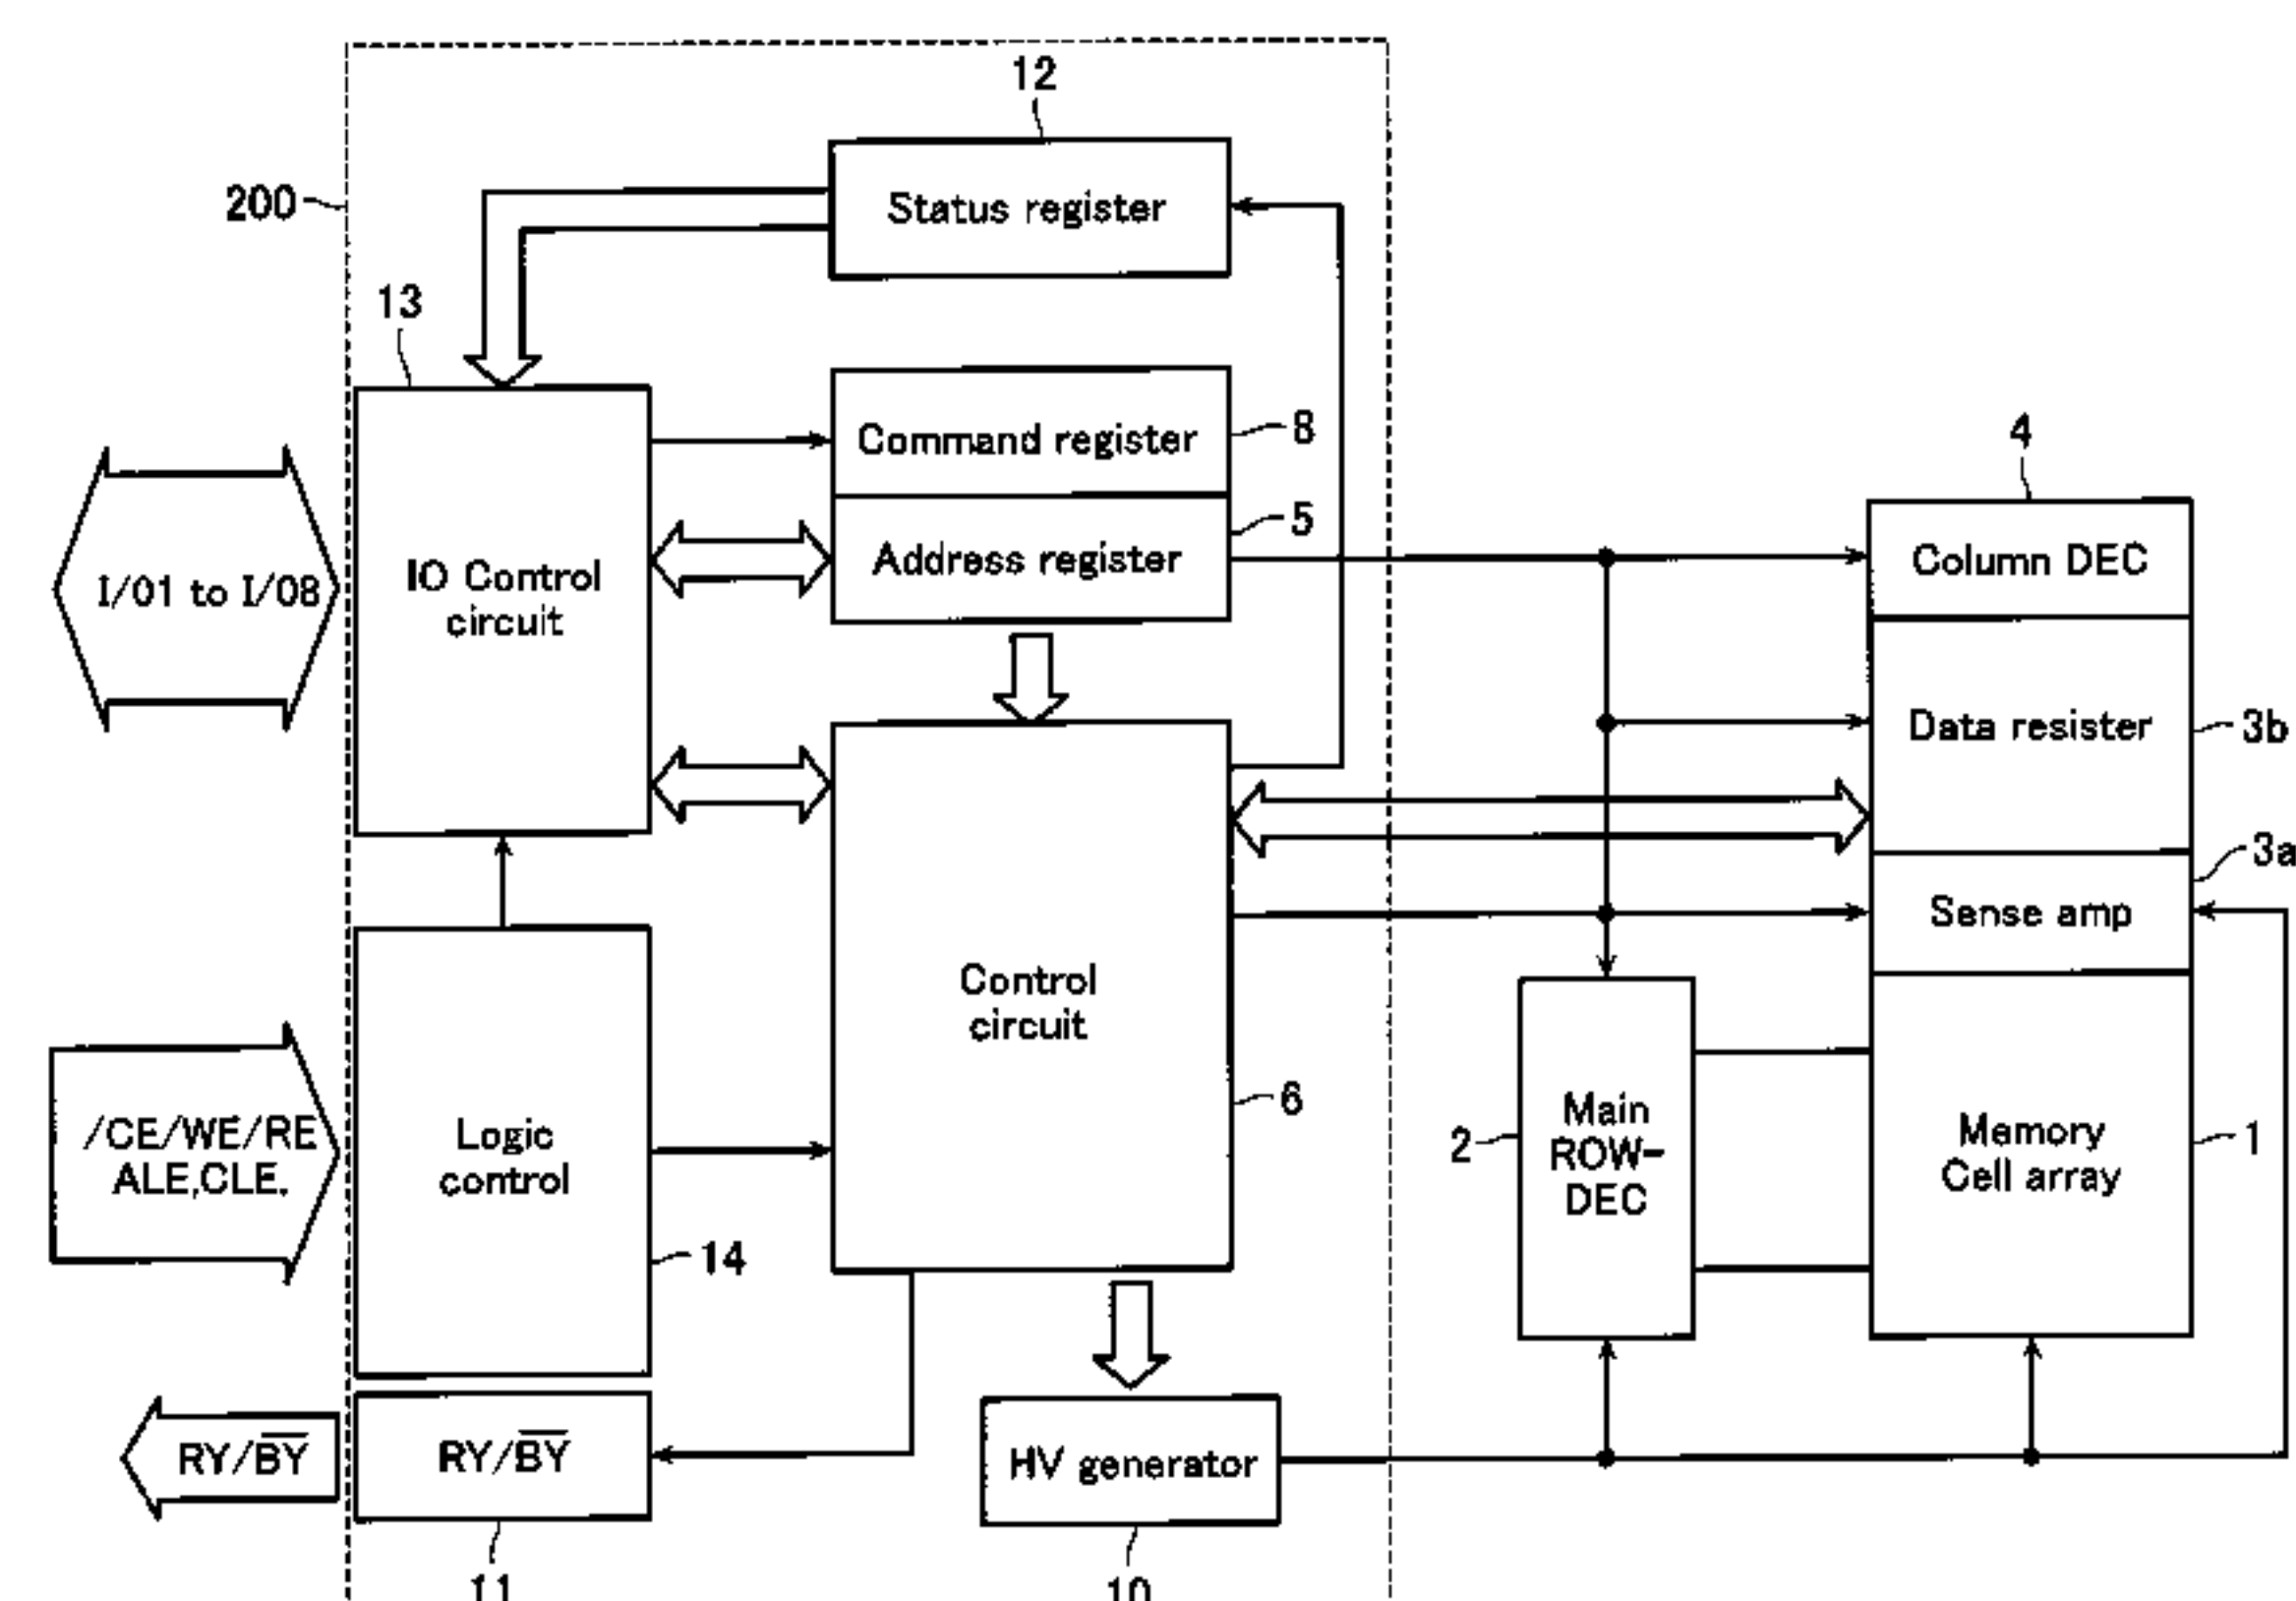 12
Status register
200
13
IO Control
circuit
Command register
8
Address register
5
I/01 to I/08
4
Column DEC
Data resister
3b
3a
Sense amp
Control
circuit
6
/CE/WE/RE
ALE,CLE.
Logic
control
14
2
Main
ROW-
DEC
Memory
Cell array
1
RY/B̅Y̅
RY/B̅Y̅
HV generator
11
10